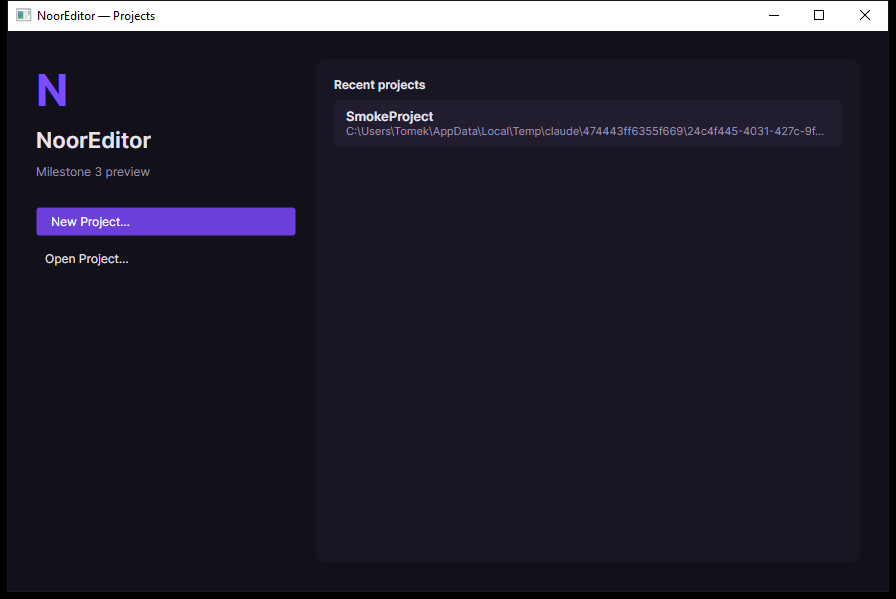 NoorEditor — Projects
N
NoorEditor
Milestone 3 preview
New Project...
Open Project...
Recent projects
SmokeProject
C:\Users\Tomek\AppData\Local\Temp\claude\474443ff6355f669\24c4f445-4031-427c-9f...